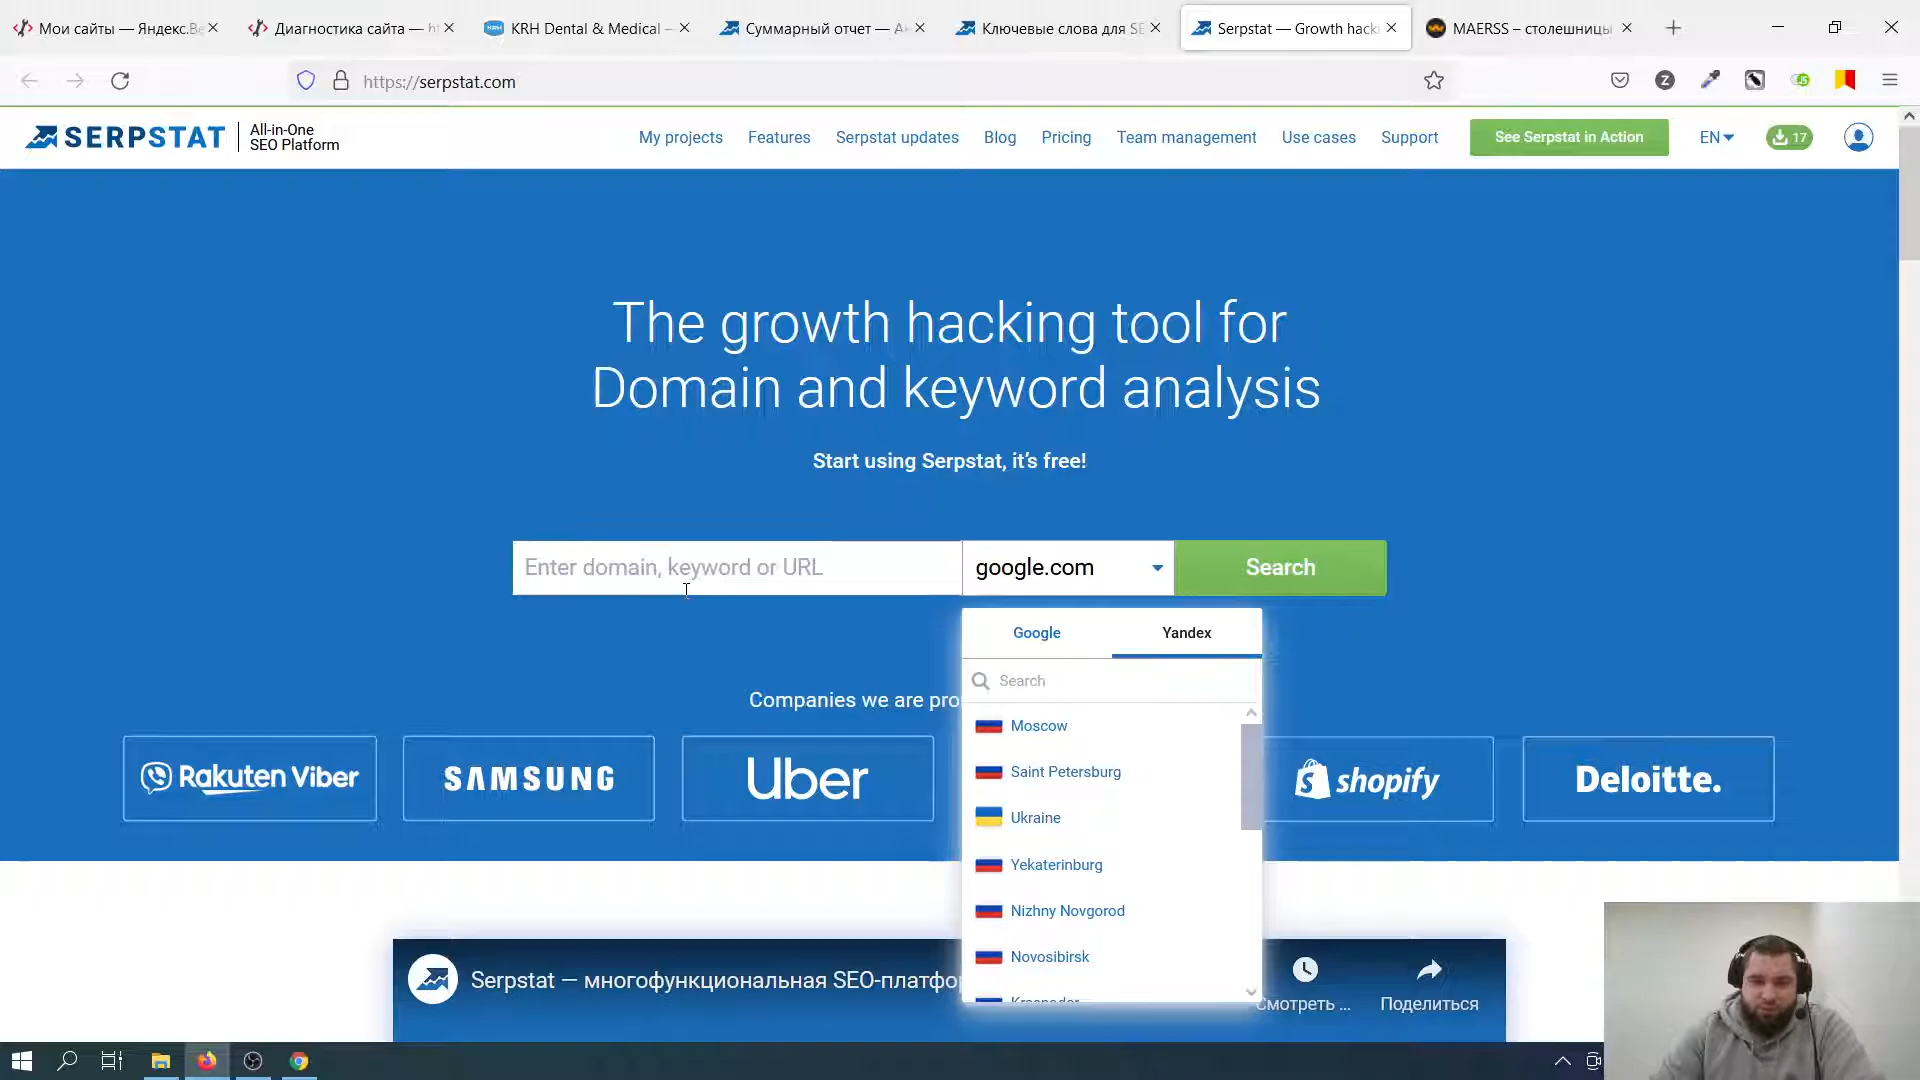 Мои сайты — Яндекс.Ве
Диагностика сайта — ht
KRH Dental & Medical –
Суммарный отчет — А
Ключевые слова для SE
Serpstat — Growth hack
MAERSS – столешницы
https://serpstat.com
SERPSTAT
All-in-One
SEO Platform
My projects
Features
Serpstat updates
Blog
Pricing
Team management
Use cases
Support
See Serpstat in Action
EN
17
The growth hacking tool for
Domain and keyword analysis
Start using Serpstat, it's free!
Enter domain, keyword or URL
google.com
Search
Google
Yandex
Search
Moscow
Saint Petersburg
Ukraine
Yekaterinburg
Nizhny Novgorod
Novosibirsk
Krasnodar
Companies we are pro
Rakuten Viber
SAMSUNG
Uber
shopify
Deloitte.
Serpstat — многофункциональная SEO-платфо
Смотреть ...
Поделиться